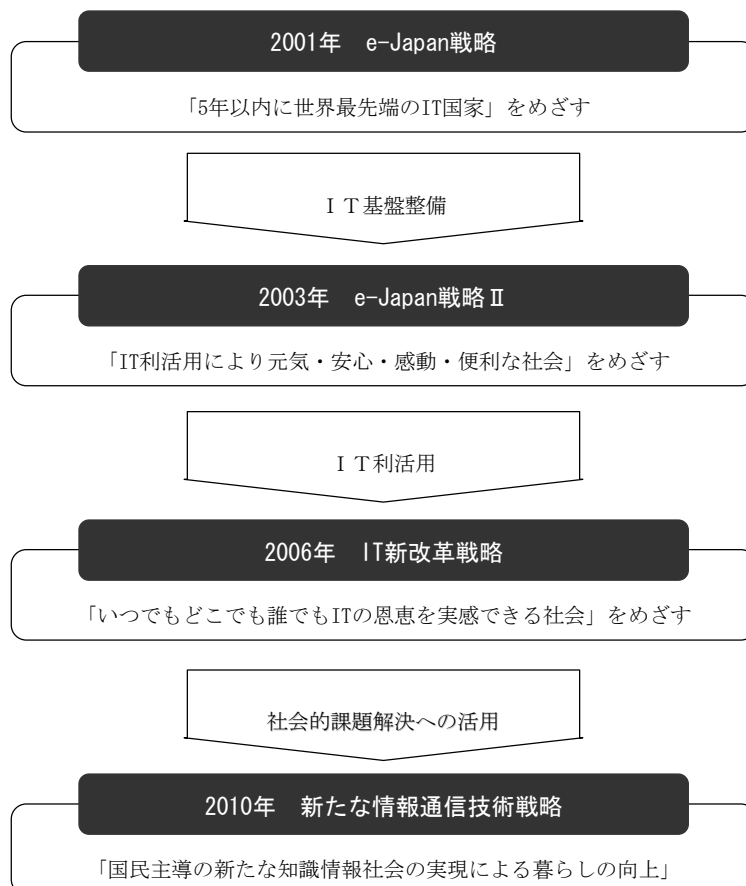 2001年　e-Japan戦略
「5年以内に世界最先端のIT国家」をめざす
ＩＴ基盤整備
2003年　e-Japan戦略Ⅱ
「IT利活用により元気・安心・感動・便利な社会」をめざす
ＩＴ利活用
2006年　IT新改革戦略
「いつでもどこでも誰でもITの恩恵を実感できる社会」をめざす
社会的課題解決への活用
2010年　新たな情報通信技術戦略
「国民主導の新たな知識情報社会の実現による暮らしの向上」